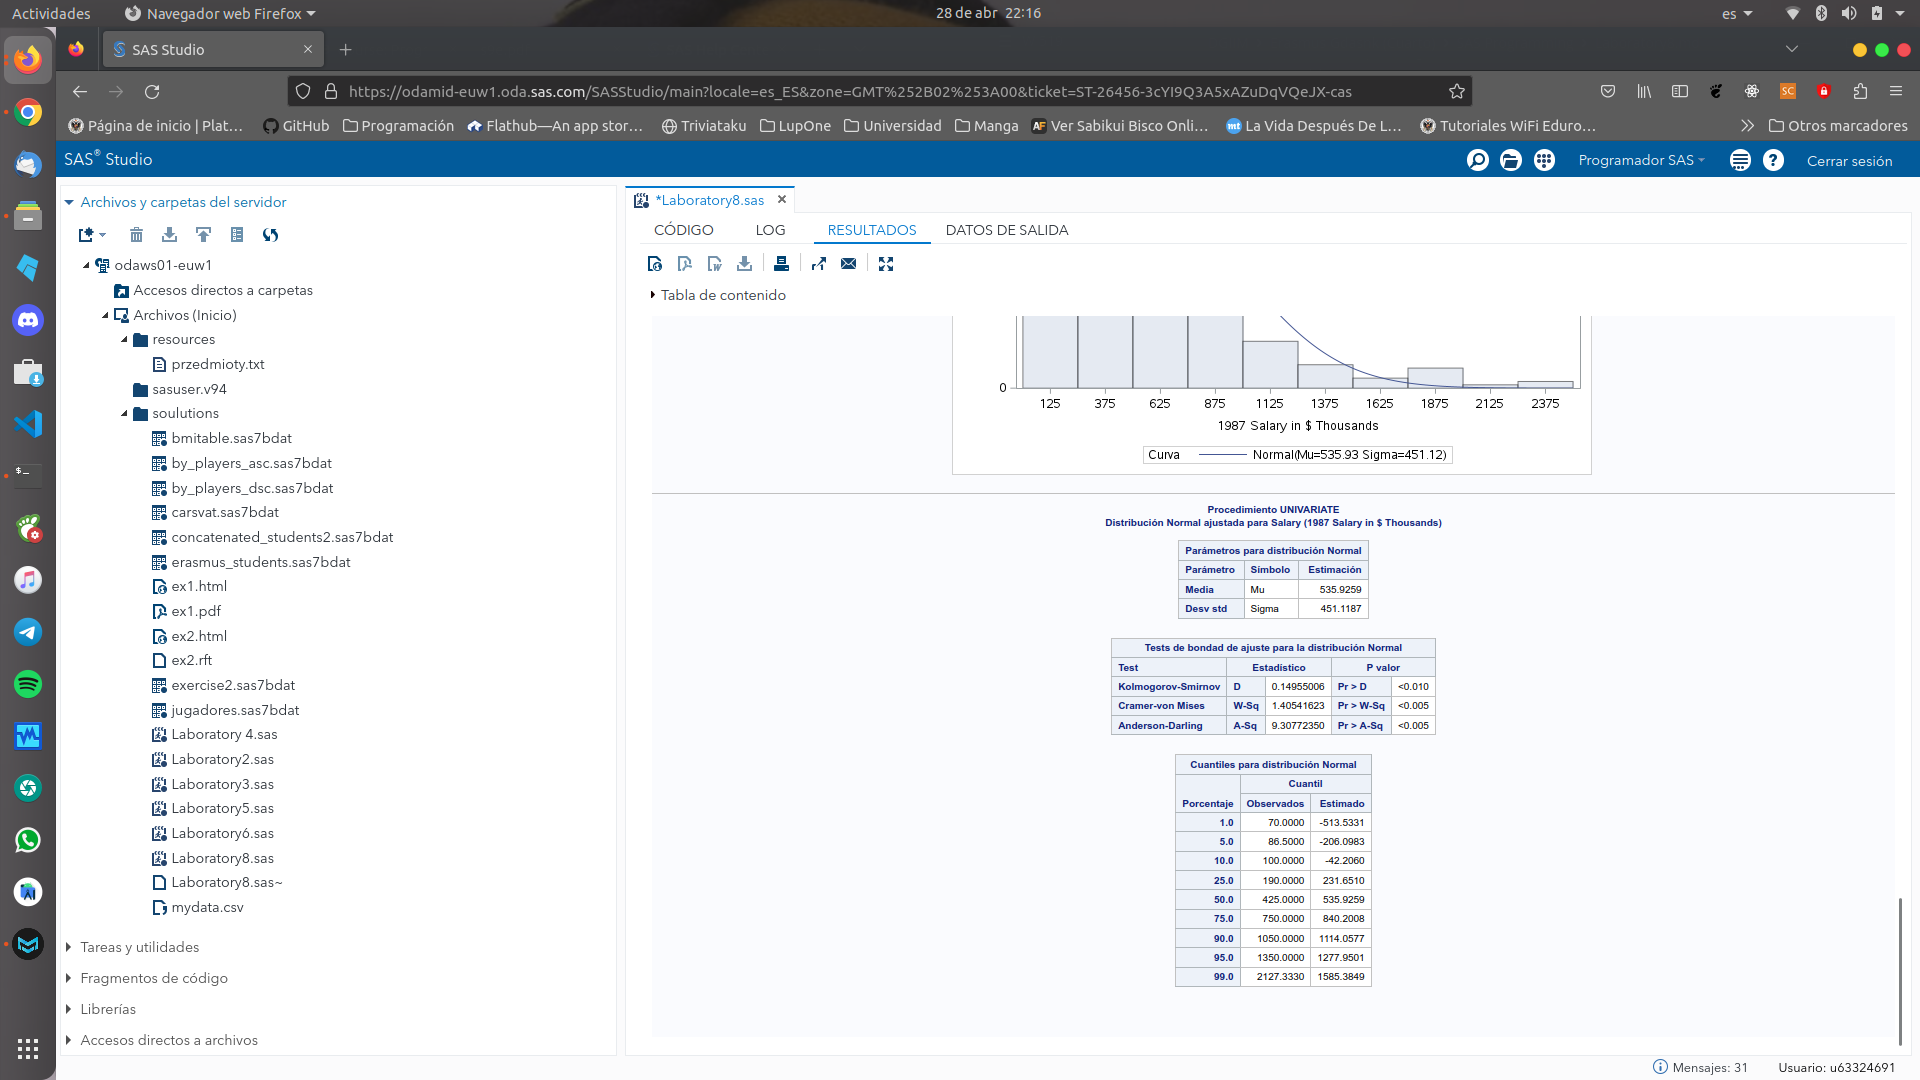 Actividades
Navegador web Firefox
28 de abr 22:16
es
SAS Studio
https://odamid-euw1.oda.sas.com/SASStudio/main?locale=es_ES&zone=GMT%252B02%253A00&ticket=ST-26456-3cYI9Q3A5xAZuDqVQeJX-cas
Página de inicio | Plat…
GitHub
Programación
Flathub—An app stor…
Triviataku
LupOne
Universidad
Manga
Ver Sabikui Bisco Onli…
La Vida Después De L…
Tutoriales WiFi Eduro…
Otros marcadores
SAS® Studio
Programador SAS
Cerrar sesión
Archivos y carpetas del servidor
odaws01-euw1
Accesos directos a carpetas
Archivos (Inicio)
resources
przedmioty.txt
sasuser.v94
soulutions
bmitable.sas7bdat
by_players_asc.sas7bdat
by_players_dsc.sas7bdat
carsvat.sas7bdat
concatenated_students2.sas7bdat
erasmus_students.sas7bdat
ex1.html
ex1.pdf
ex2.html
ex2.rft
exercise2.sas7bdat
jugadores.sas7bdat
Laboratory 4.sas
Laboratory2.sas
Laboratory3.sas
Laboratory5.sas
Laboratory6.sas
Laboratory8.sas
Laboratory8.sas~
mydata.csv
Tareas y utilidades
Fragmentos de código
Librerías
Accesos directos a archivos
*Laboratory8.sas
CÓDIGO LOG RESULTADOS DATOS DE SALIDA
Tabla de contenido
0
125 375 625 875 1125 1375 1625 1875 2125 2375
1987 Salary in $ Thousands
Curva Normal(Mu=535.93 Sigma=451.12)
Procedimiento UNIVARIATE
Distribución Normal ajustada para Salary (1987 Salary in $ Thousands)
Parámetros para distribución Normal
Parámetro Símbolo Estimación
Media Mu 535.9259
Desv std Sigma 451.1187
Tests de bondad de ajuste para la distribución Normal
Test Estadístico P valor
Kolmogorov-Smirnov D 0.14955006 Pr > D <0.010
Cramer-von Mises W-Sq 1.40541623 Pr > W-Sq <0.005
Anderson-Darling A-Sq 9.30772350 Pr > A-Sq <0.005
Cuantiles para distribución Normal
Cuantil
Porcentaje Observados Estimado
1.0 70.0000 -513.5331
5.0 86.5000 -206.0983
10.0 100.0000 -42.2060
25.0 190.0000 231.6510
50.0 425.0000 535.9259
75.0 750.0000 840.2008
90.0 1050.0000 1114.0577
95.0 1350.0000 1277.9501
99.0 2127.3330 1585.3849
Mensajes: 31
Usuario: u63324691